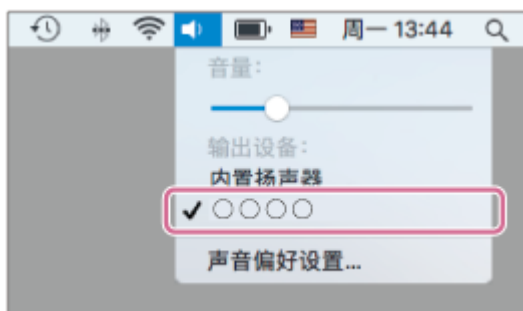 周一 13:44
音量：
输出设备：
内置扬声器
✓ ○○○○
声音偏好设置...